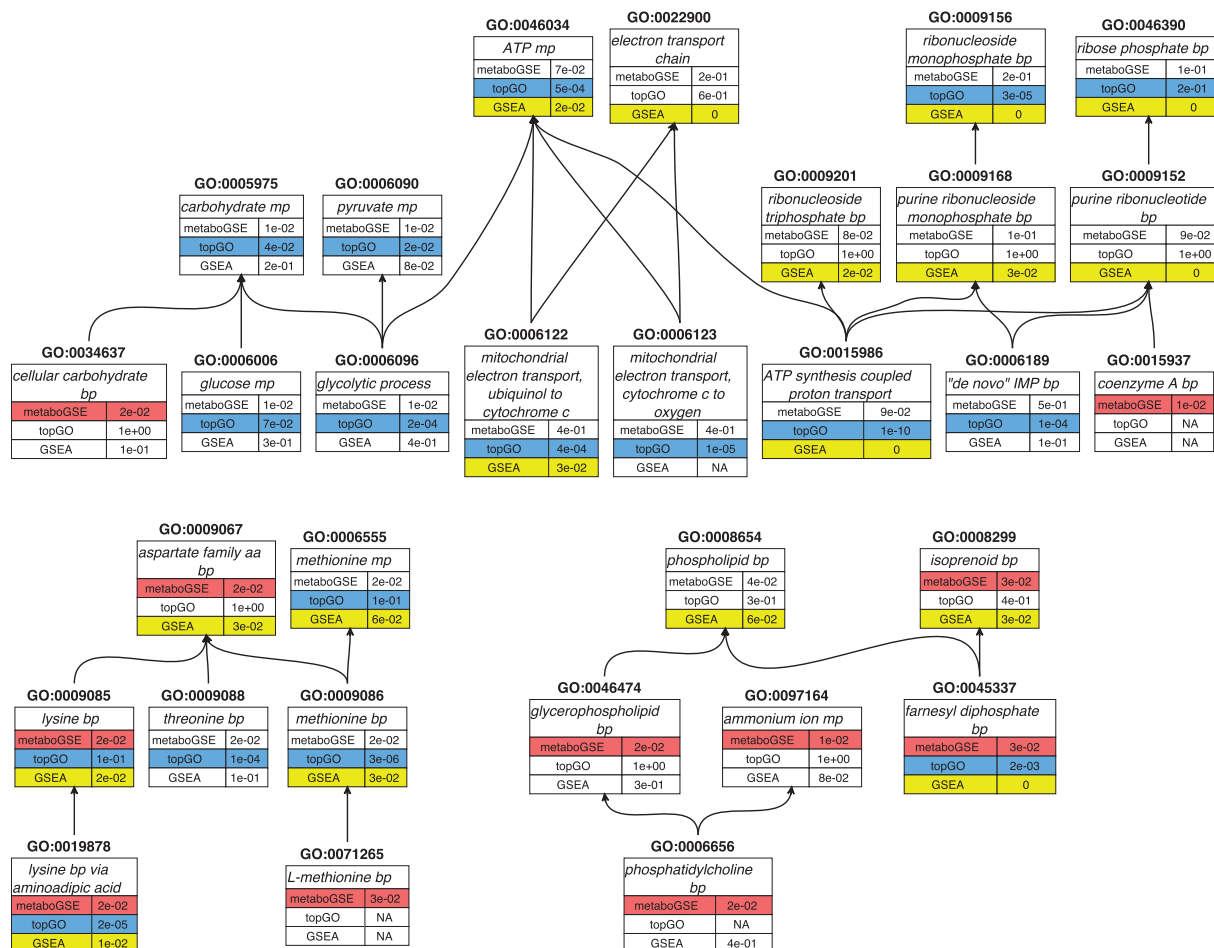 GO:0046034
ATP mp
metaboGSE 7e-02
topGO 5e-04
GSEA 2e-02
GO:0022900
electron transport
chain
metaboGSE 2e-01
topGO 6e-01
GSEA 0
GO:0009156
ribonucleoside
monophosphate bp
metaboGSE 2e-01
topGO 3e-05
GSEA 0
GO:0046390
ribose phosphate bp
metaboGSE 1e-01
topGO 2e-01
GSEA 0
GO:0005975
carbohydrate mp
metaboGSE 1e-02
topGO 4e-02
GSEA 2e-01
GO:0006090
pyruvate mp
metaboGSE 1e-02
topGO 2e-02
GSEA 8e-02
GO:0009201
ribonucleoside
triphosphate bp
metaboGSE 8e-02
topGO 1e+00
GSEA 2e-02
GO:0009168
purine ribonucleoside
monophosphate bp
metaboGSE 1e-01
topGO 1e+00
GSEA 3e-02
GO:0009152
purine ribonucleotide
bp
metaboGSE 9e-02
topGO 1e+00
GSEA 0
GO:0034637
cellular carbohydrate
bp
metaboGSE 2e-02
topGO 1e+00
GSEA 1e-01
GO:0006006
glucose mp
metaboGSE 1e-02
topGO 7e-02
GSEA 3e-01
GO:0006096
glycolytic process
metaboGSE 1e-02
topGO 2e-04
GSEA 4e-01
GO:0006122
mitochondrial
electron transport,
ubiquinol to
cytochrome c
metaboGSE 4e-01
topGO 4e-04
GSEA 3e-02
GO:0006123
mitochondrial
electron transport,
cytochrome c to
oxygen
metaboGSE 4e-01
topGO 1e-05
GSEA NA
GO:0015986
ATP synthesis coupled
proton transport
metaboGSE 9e-02
topGO 1e-10
GSEA 0
GO:0006189
"de novo" IMP bp
metaboGSE 5e-01
topGO 1e-04
GSEA 1e-01
GO:0015937
coenzyme A bp
metaboGSE 1e-02
topGO NA
GSEA NA
GO:0009067
aspartate family aa
bp
metaboGSE 2e-02
topGO 1e+00
GSEA 3e-02
GO:0006555
methionine mp
metaboGSE 2e-02
topGO 1e-01
GSEA 6e-02
GO:0008654
phospholipid bp
metaboGSE 4e-02
topGO 3e-01
GSEA 6e-02
GO:0008299
isoprenoid bp
metaboGSE 3e-02
topGO 4e-01
GSEA 3e-02
GO:0009085
lysine bp
metaboGSE 2e-02
topGO 1e-01
GSEA 2e-02
GO:0009088
threonine bp
metaboGSE 2e-02
topGO 1e-04
GSEA 1e-01
GO:0009086
methionine bp
metaboGSE 2e-02
topGO 3e-06
GSEA 3e-02
GO:0046474
glycerophospholipid
bp
metaboGSE 2e-02
topGO 1e+00
GSEA 3e-01
GO:0097164
ammonium ion mp
metaboGSE 1e-02
topGO 1e+00
GSEA 8e-02
GO:0045337
farnesyl diphosphate
bp
metaboGSE 3e-02
topGO 2e-03
GSEA 0
GO:0019878
lysine bp via
aminoadipic acid
metaboGSE 2e-02
topGO 2e-05
GSEA 1e-02
GO:0071265
L-methionine bp
metaboGSE 3e-02
topGO NA
GSEA NA
GO:0006656
phosphatidylcholine
bp
metaboGSE 2e-02
topGO NA
GSEA 4e-01